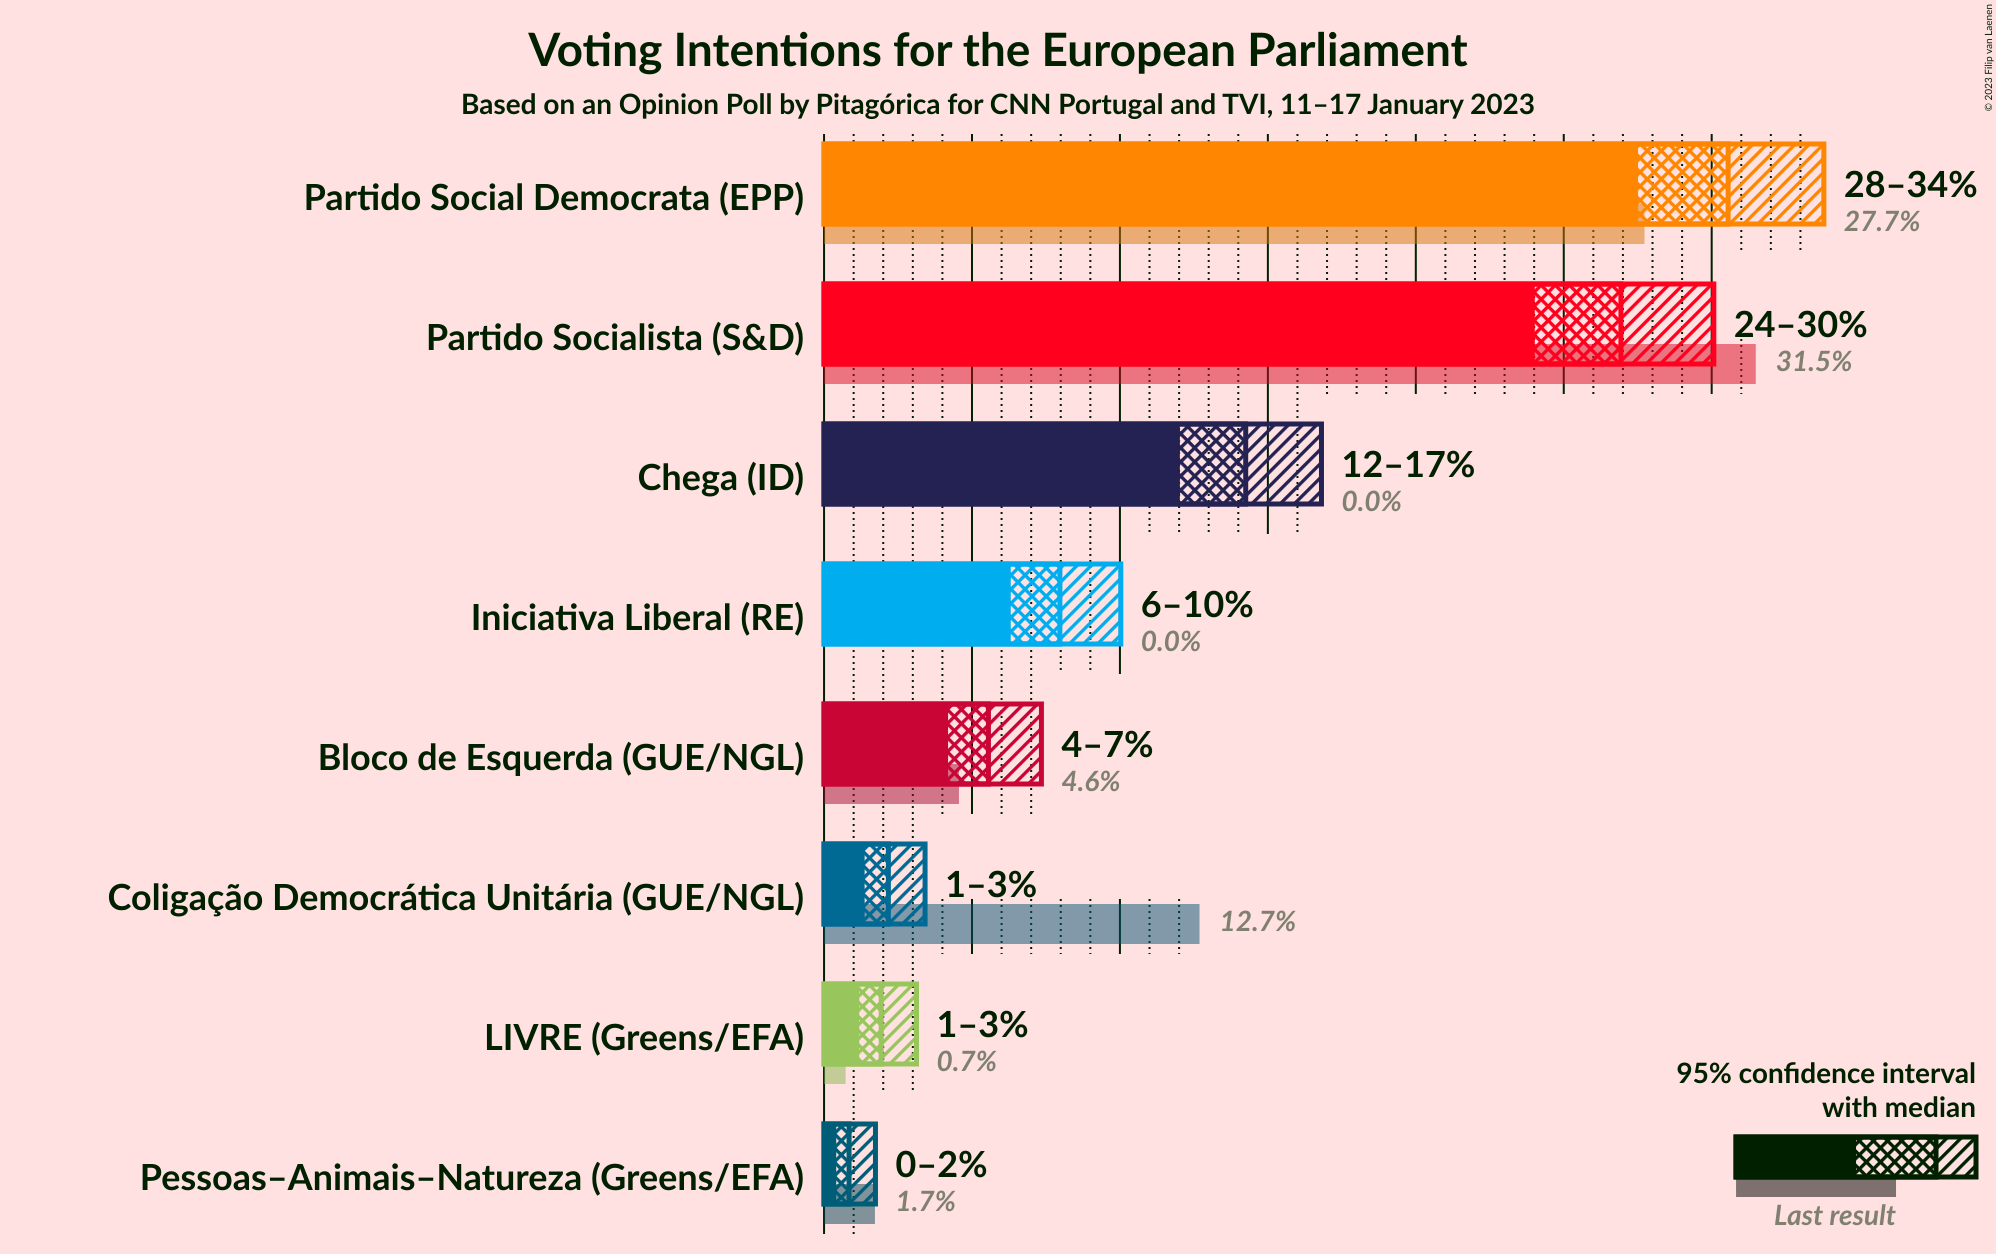 Voting Intentions for the European Parliament
Based on an Opinion Poll by Pitagórica for CNN Portugal and TVI, 11–17 January 2023
© 2023 Filip van Laenen
Partido Social Democrata (EPP)
28–34%
27.7%
Partido Socialista (S&D)
24–30%
31.5%
Chega (ID)
12–17%
0.0%
Iniciativa Liberal (RE)
6–10%
0.0%
Bloco de Esquerda (GUE/NGL)
4–7%
4.6%
Coligação Democrática Unitária (GUE/NGL)
1–3%
12.7%
LIVRE (Greens/EFA)
1–3%
0.7%
Pessoas–Animais–Natureza (Greens/EFA)
0–2%
1.7%
95% confidence interval
with median
Last result